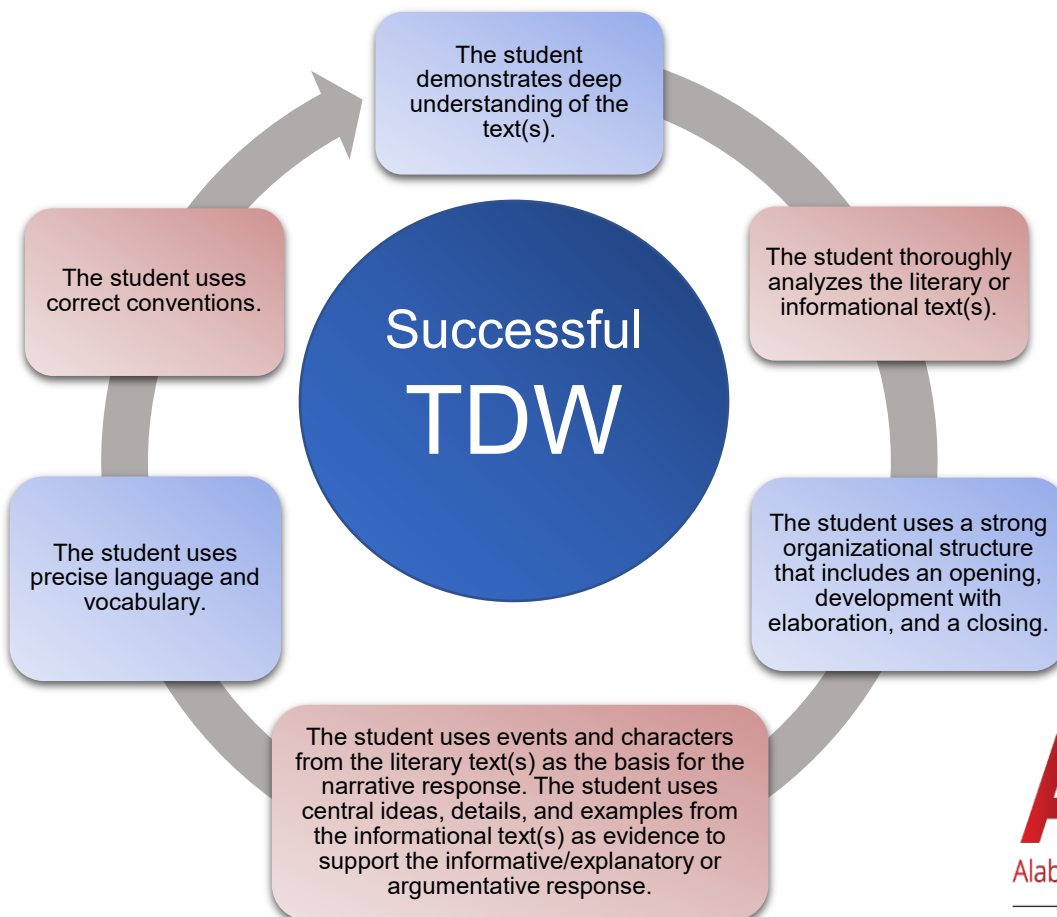 The student
demonstrates deep
understanding of the
text(s).
The student thoroughly
analyzes the literary or
informational text(s).
The student uses a strong
organizational structure
that includes an opening,
development with
elaboration, and a closing.
The student uses events and characters
from the literary text(s) as the basis for the
narrative response. The student uses
central ideas, details, and examples from
the informational text(s) as evidence to
support the informative/explanatory or
argumentative response.
The student uses
precise language and
vocabulary.
The student uses
correct conventions.
Successful
TDW
A
Alab